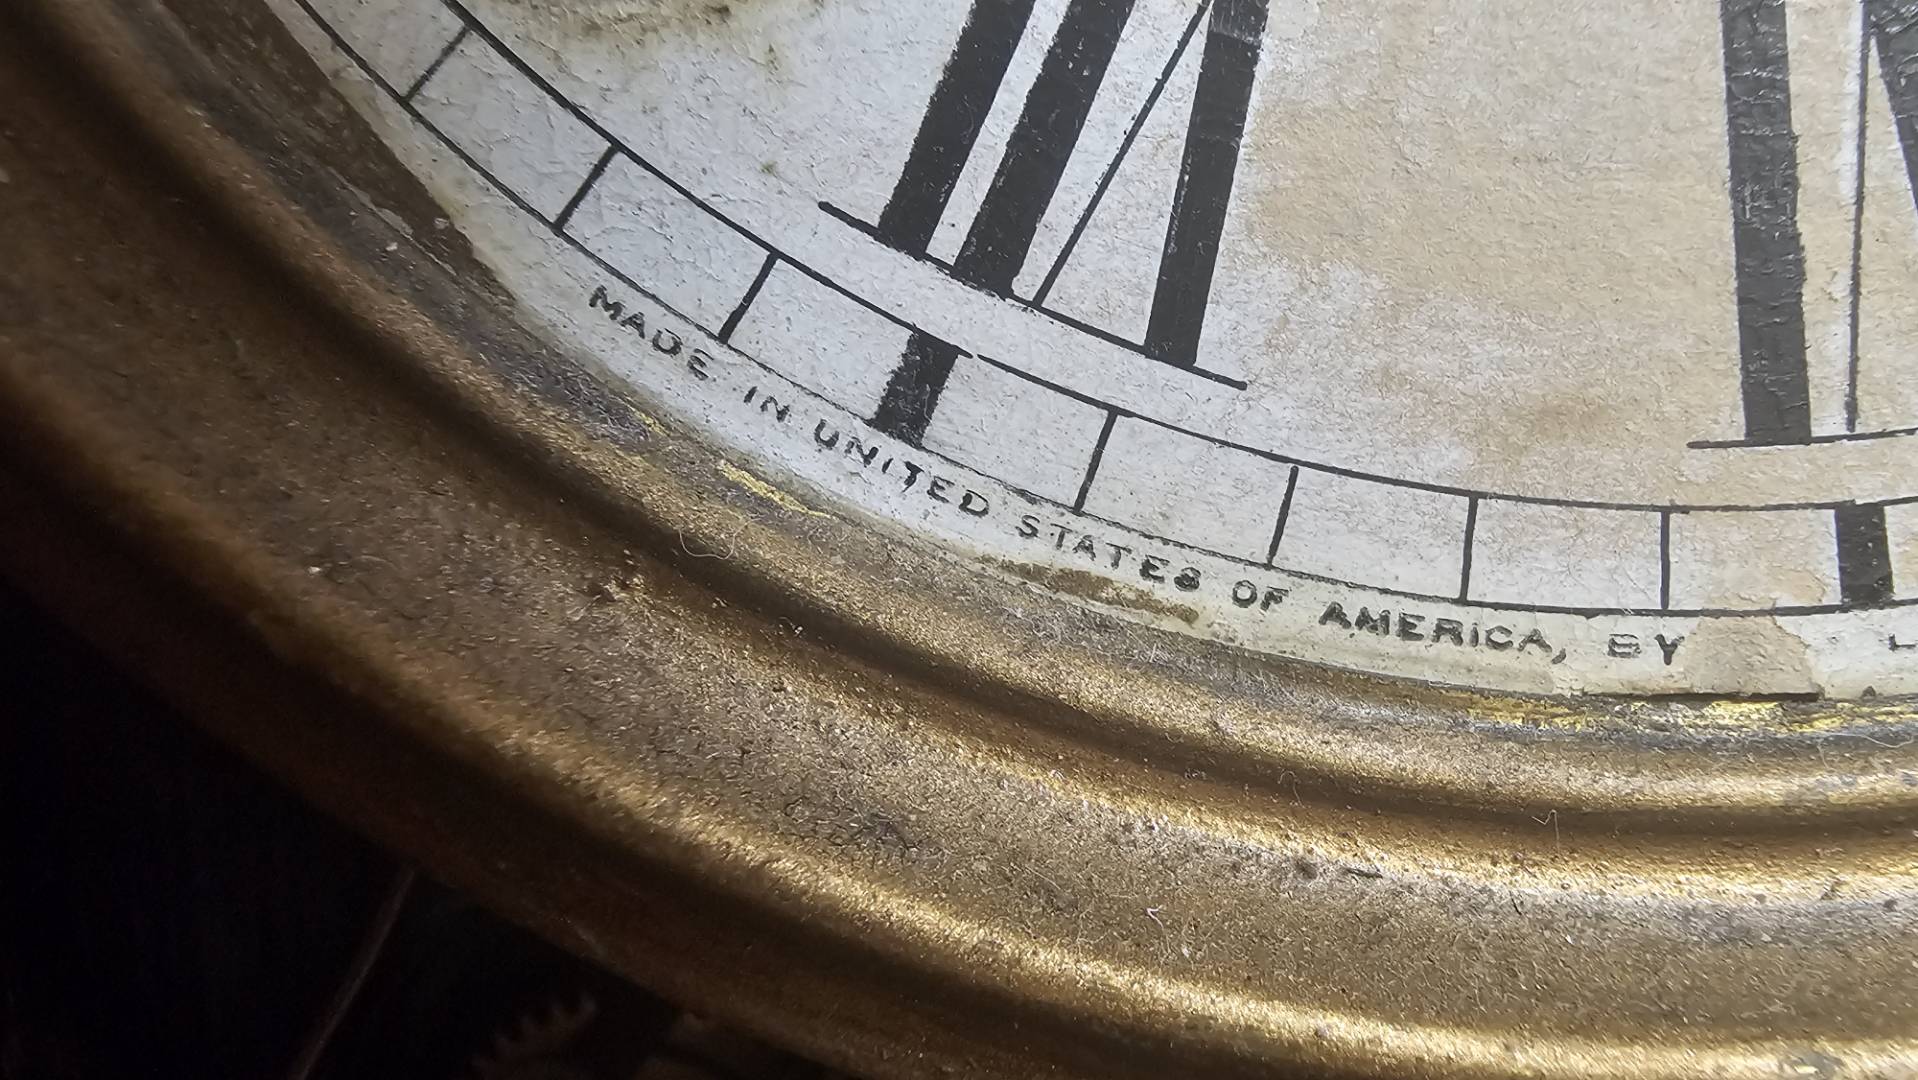 MADE IN UNITED STATES OF AMERICA, BY